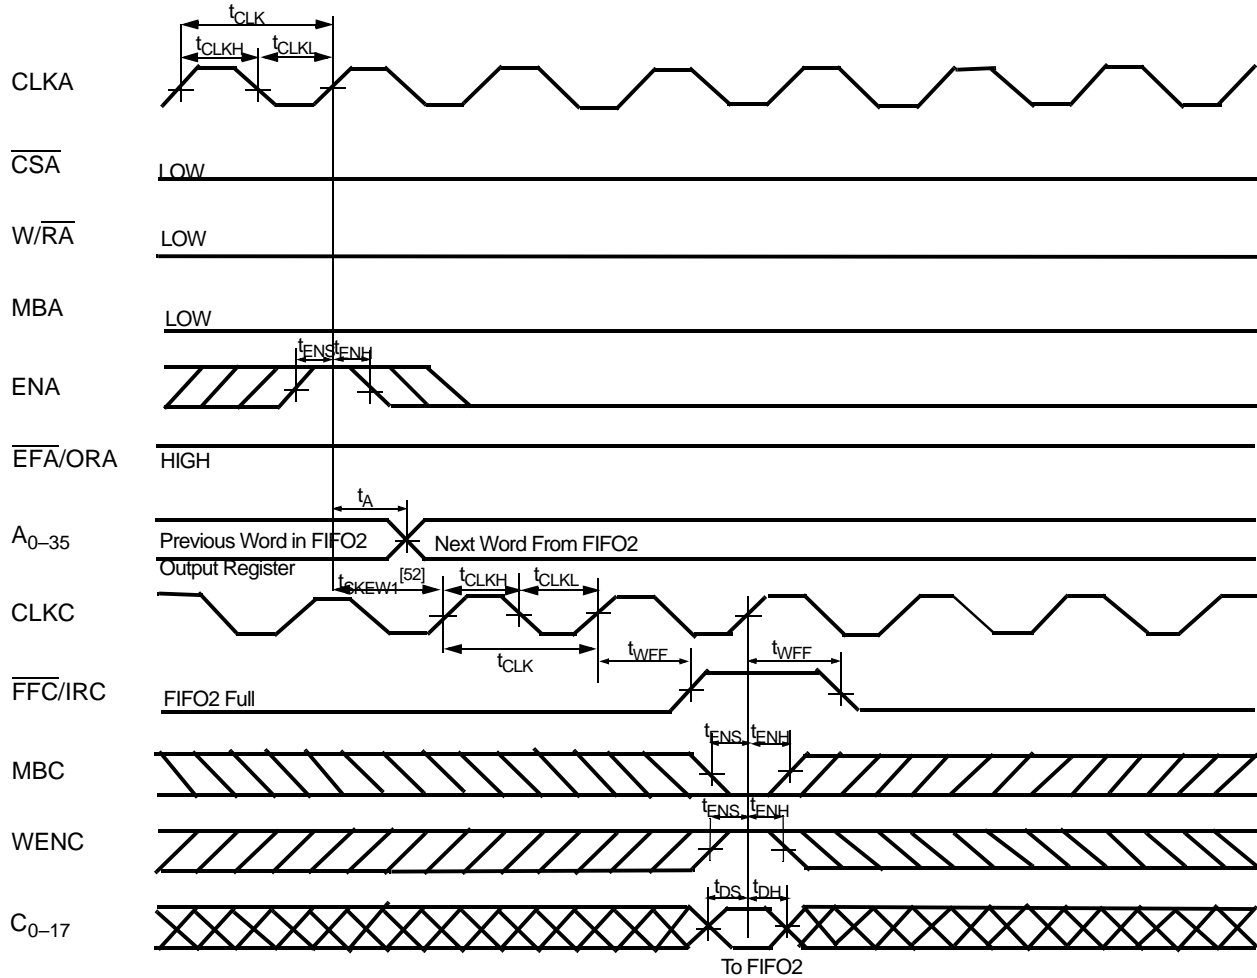 tCLK
tCLKH tCLKL
CLKA
CSA
LOW
W/RA
LOW
MBA
LOW
tENS tENH
ENA
EFA/ORA
HIGH
tA
A0–35
Previous Word in FIFO2 Next Word From FIFO2
Output Register
tSKEW1[52] tCLKH tCLKL
CLKC
tCLK tWFF tWFF
FFC/IRC
FIFO2 Full
tENS tENH
MBC
tENS tENH
WENC
tDS tDH
C0–17
To FIFO2